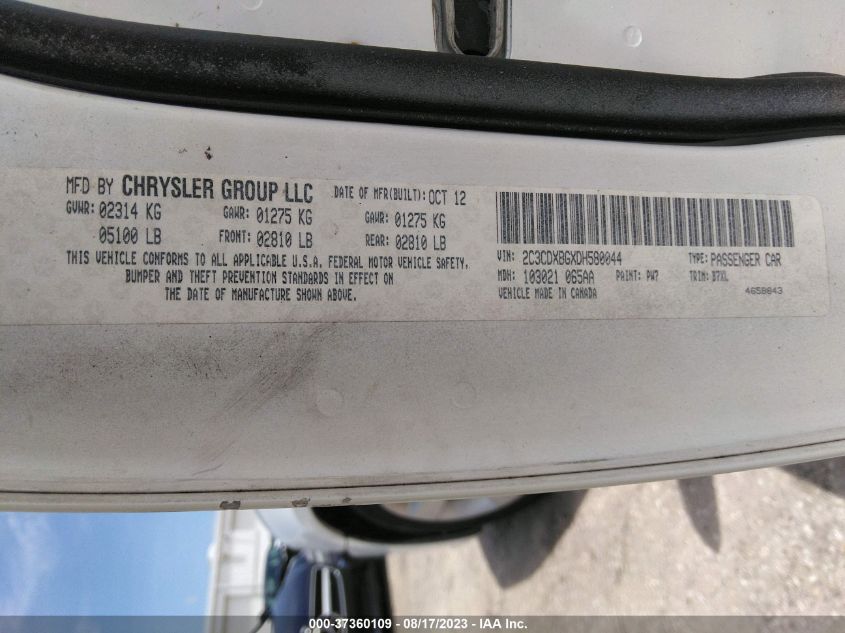 MFD BY CHRYSLER GROUP LLC DATE OF MFR(BUILT): OCT 12
GVWR: 02314 KG GAWR: 01275 KG GAWR: 01275 KG
05100 LB FRONT: 02810 LB REAR: 02810 LB
THIS VEHICLE CONFORMS TO ALL APPLICABLE U.S.A. FEDERAL MOTOR VEHICLE SAFETY,
BUMPER AND THEFT PREVENTION STANDARDS IN EFFECT ON
THE DATE OF MANUFACTURE SHOWN ABOVE.
VIN: 2C3CDXBGXDH580044 TYPE: PASSENGER CAR
MDH: 103021 065AA PAINT: PW7 TRIM: B7XL
VEHICLE MADE IN CANADA 4658843
000-37360109 - 08/17/2023 - IAA Inc.